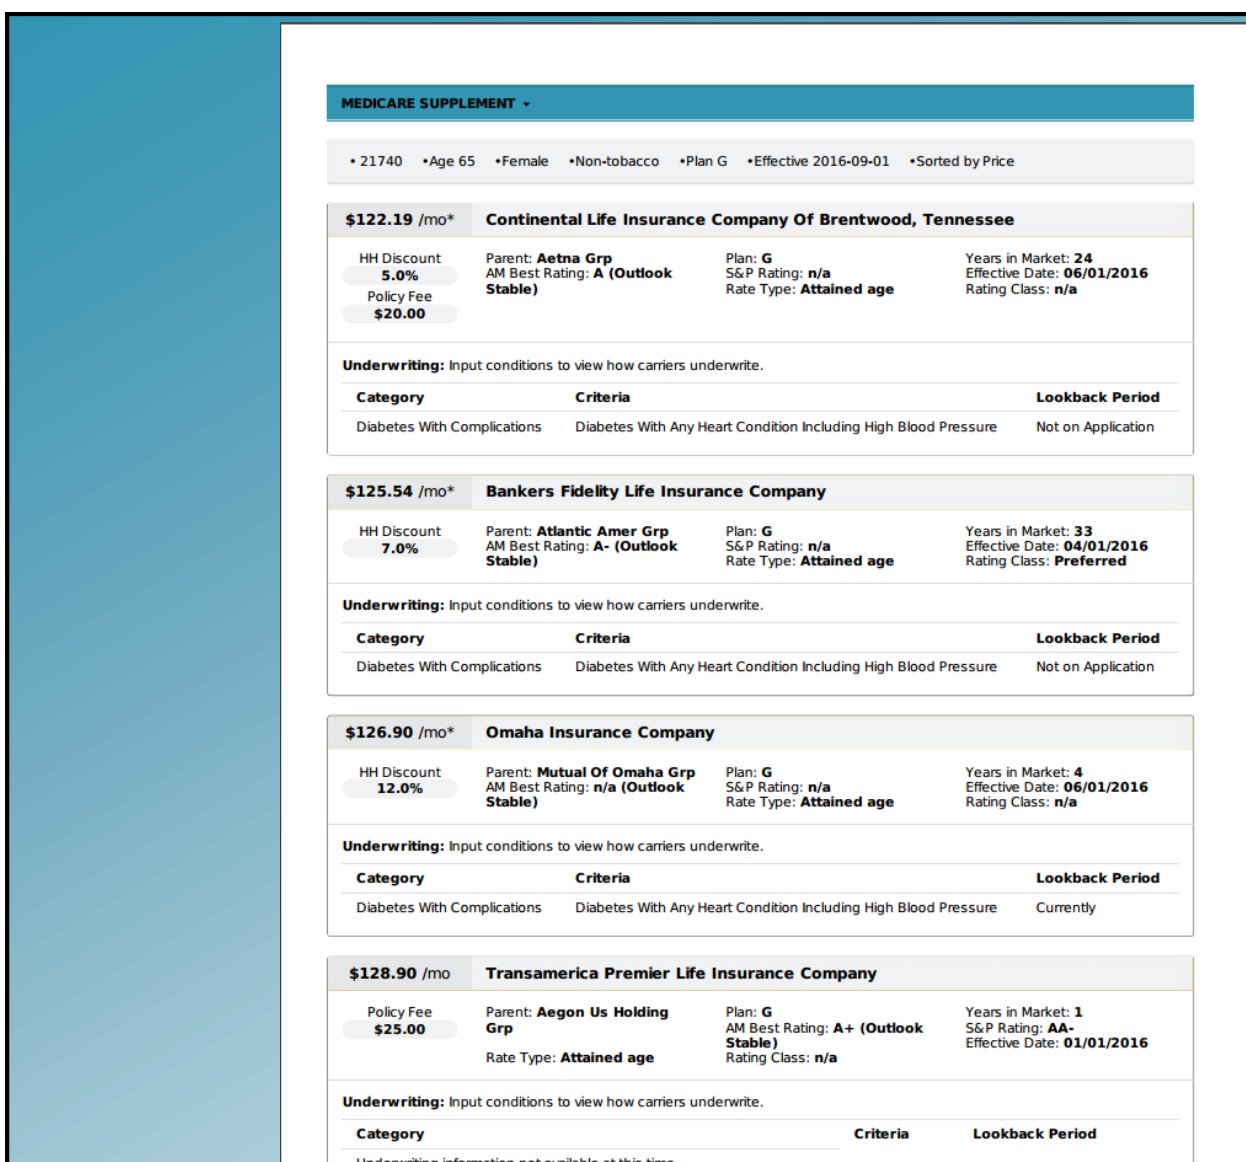 MEDICARE SUPPLEMENT
• 21740 •Age 65 •Female •Non-tobacco •Plan G •Effective 2016-09-01 •Sorted by Price
$122.19 /mo* Continental Life Insurance Company Of Brentwood, Tennessee
HH Discount
5.0%
Policy Fee
$20.00
Parent: Aetna Grp
AM Best Rating: A (Outlook
Stable)
Plan: G
S&P Rating: n/a
Rate Type: Attained age
Years in Market: 24
Effective Date: 06/01/2016
Rating Class: n/a
Underwriting: Input conditions to view how carriers underwrite.
Category Criteria Lookback Period
Diabetes With Complications Diabetes With Any Heart Condition Including High Blood Pressure Not on Application
$125.54 /mo* Bankers Fidelity Life Insurance Company
HH Discount
7.0%
Parent: Atlantic Amer Grp
AM Best Rating: A- (Outlook
Stable)
Plan: G
S&P Rating: n/a
Rate Type: Attained age
Years in Market: 33
Effective Date: 04/01/2016
Rating Class: Preferred
Underwriting: Input conditions to view how carriers underwrite.
Category Criteria Lookback Period
Diabetes With Complications Diabetes With Any Heart Condition Including High Blood Pressure Not on Application
$126.90 /mo* Omaha Insurance Company
HH Discount
12.0%
Parent: Mutual Of Omaha Grp
AM Best Rating: n/a (Outlook
Stable)
Plan: G
S&P Rating: n/a
Rate Type: Attained age
Years in Market: 4
Effective Date: 06/01/2016
Rating Class: n/a
Underwriting: Input conditions to view how carriers underwrite.
Category Criteria Lookback Period
Diabetes With Complications Diabetes With Any Heart Condition Including High Blood Pressure Currently
$128.90 /mo Transamerica Premier Life Insurance Company
Policy Fee
$25.00
Parent: Aegon Us Holding
Grp
Rate Type: Attained age
Plan: G
AM Best Rating: A+ (Outlook
Stable)
Rating Class: n/a
Years in Market: 1
S&P Rating: AA-
Effective Date: 01/01/2016
Underwriting: Input conditions to view how carriers underwrite.
Category Criteria Lookback Period
Underwriting information not available at this time